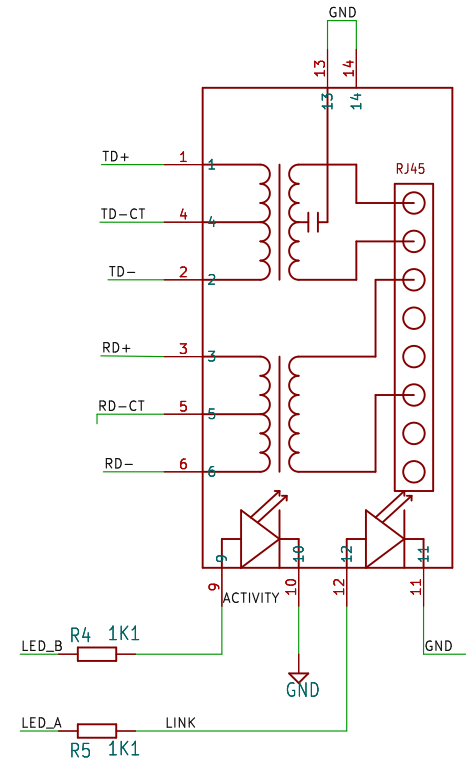 GND
13 14
13 14
TD+ 1 1
RJ45
TD-CT 4 4
TD- 2 2
RD+ 3 3
RD-CT 5 5
RD- 6 6
9 10 12 11
9 10 12 11
ACTIVITY
R4 1K1
LED_B
GND
GND
LED_A
LINK
R5 1K1